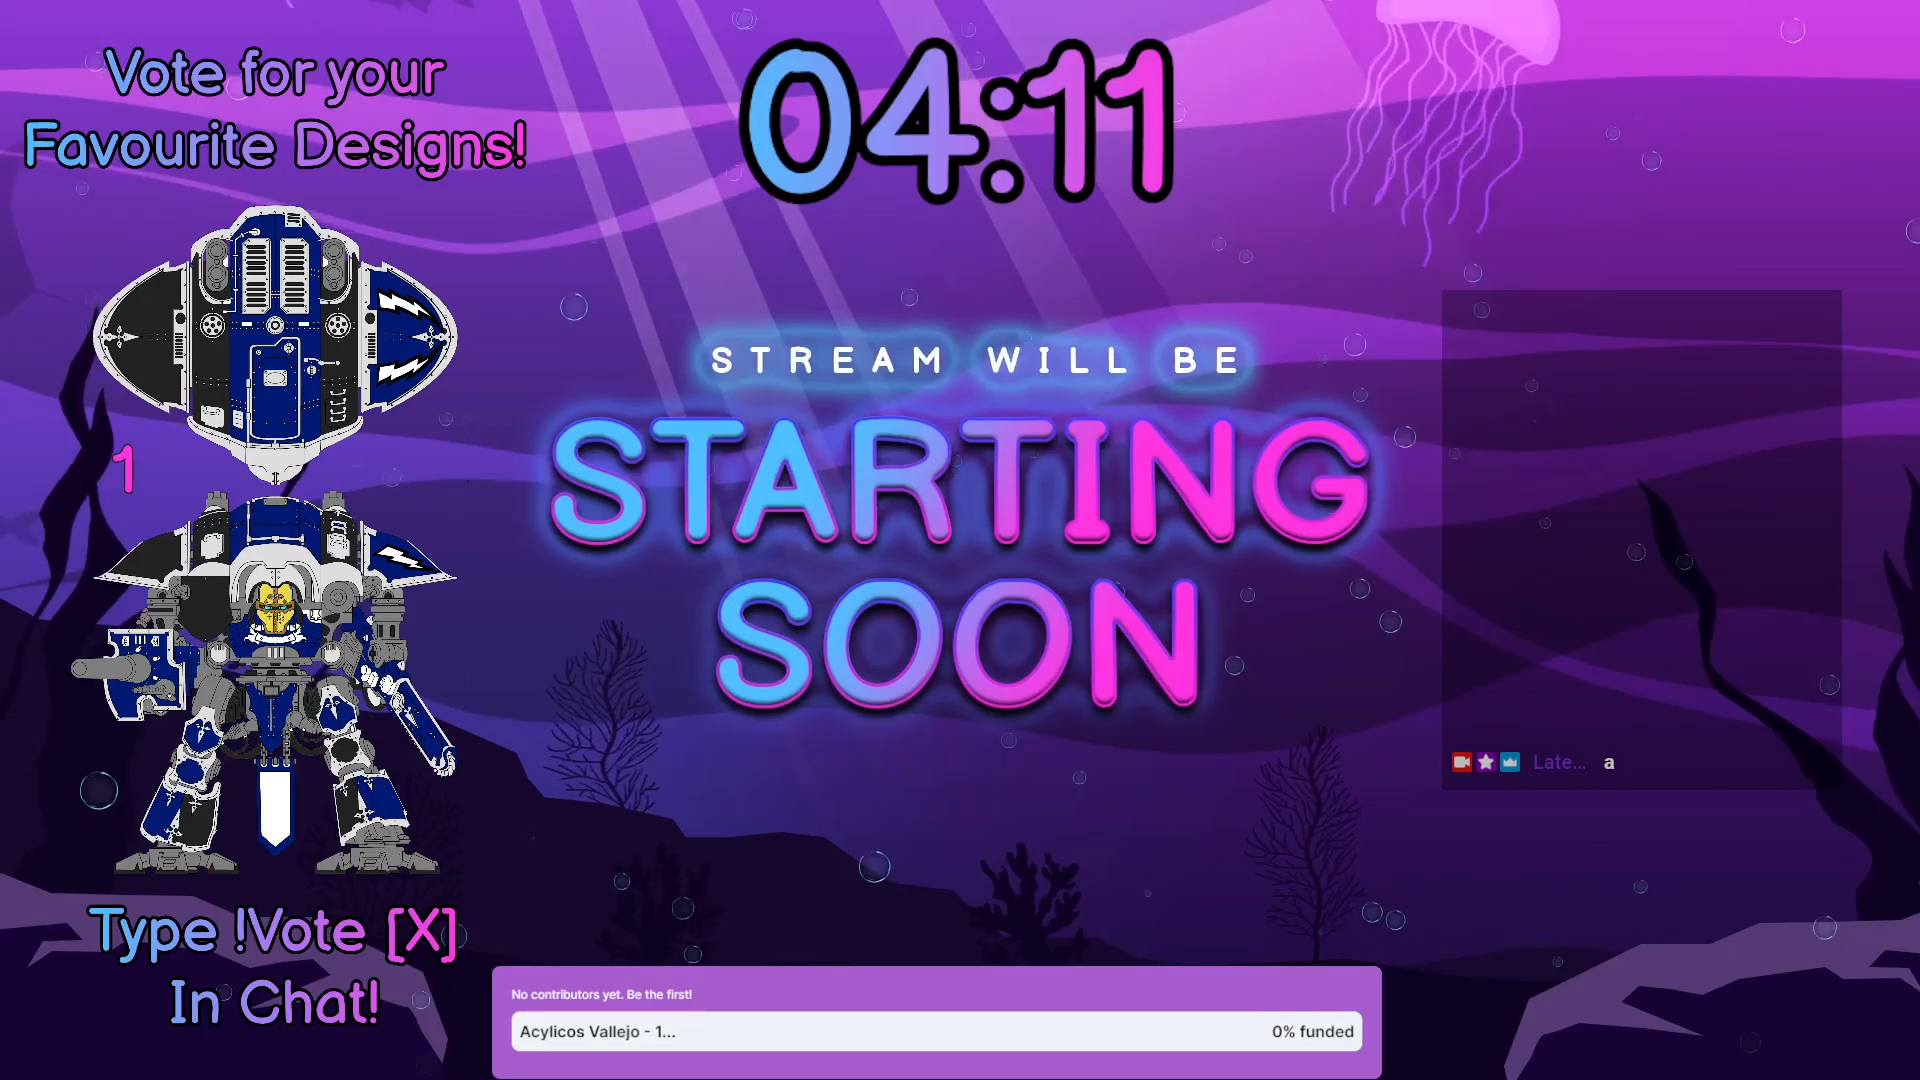 Vote for your
Favourite Designs!
04:11
STREAM WILL BE
STARTING
SOON
1
Late... a
Type !Vote [X]
In Chat!
No contributors yet. Be the first!
Acylicos Vallejo - 1... 0% funded